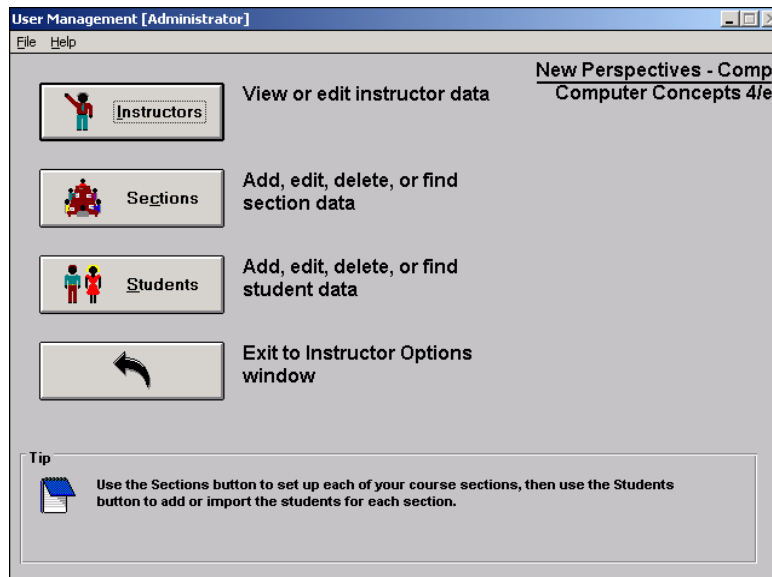 User Management [Administrator]
File Help
New Perspectives - Comp
Computer Concepts 4/e
Instructors
View or edit instructor data
Sections
Add, edit, delete, or find
section data
Students
Add, edit, delete, or find
student data
Exit to Instructor Options
window
Tip
Use the Sections button to set up each of your course sections, then use the Students
button to add or import the students for each section.